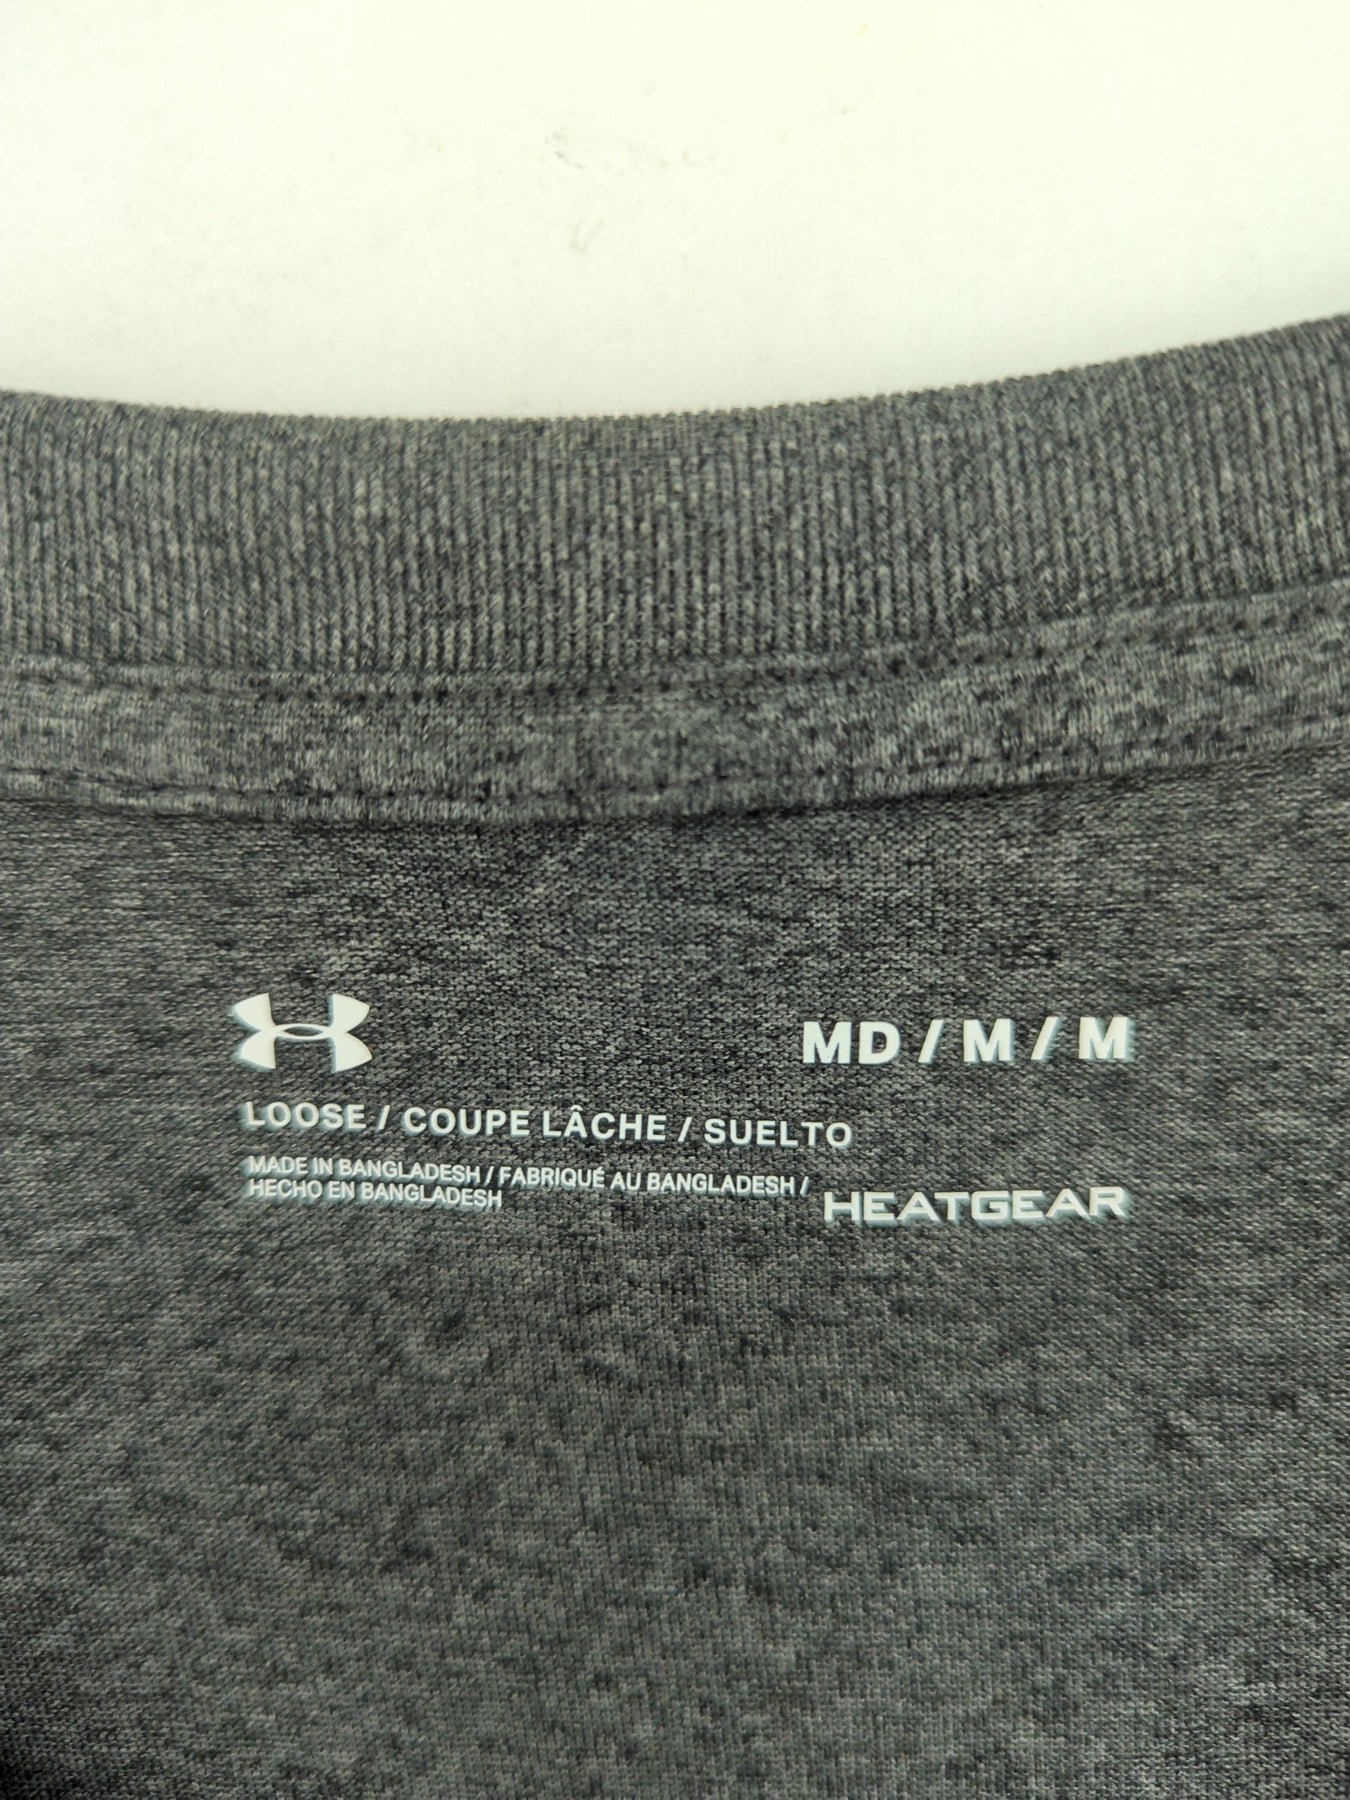 MD / M / M
LOOSE / COUPE LÂCHE / SUELTO
MADE IN BANGLADESH / FABRIQUÉ AU BANGLADESH /
HECHO EN BANGLADESH
HEATGEAR